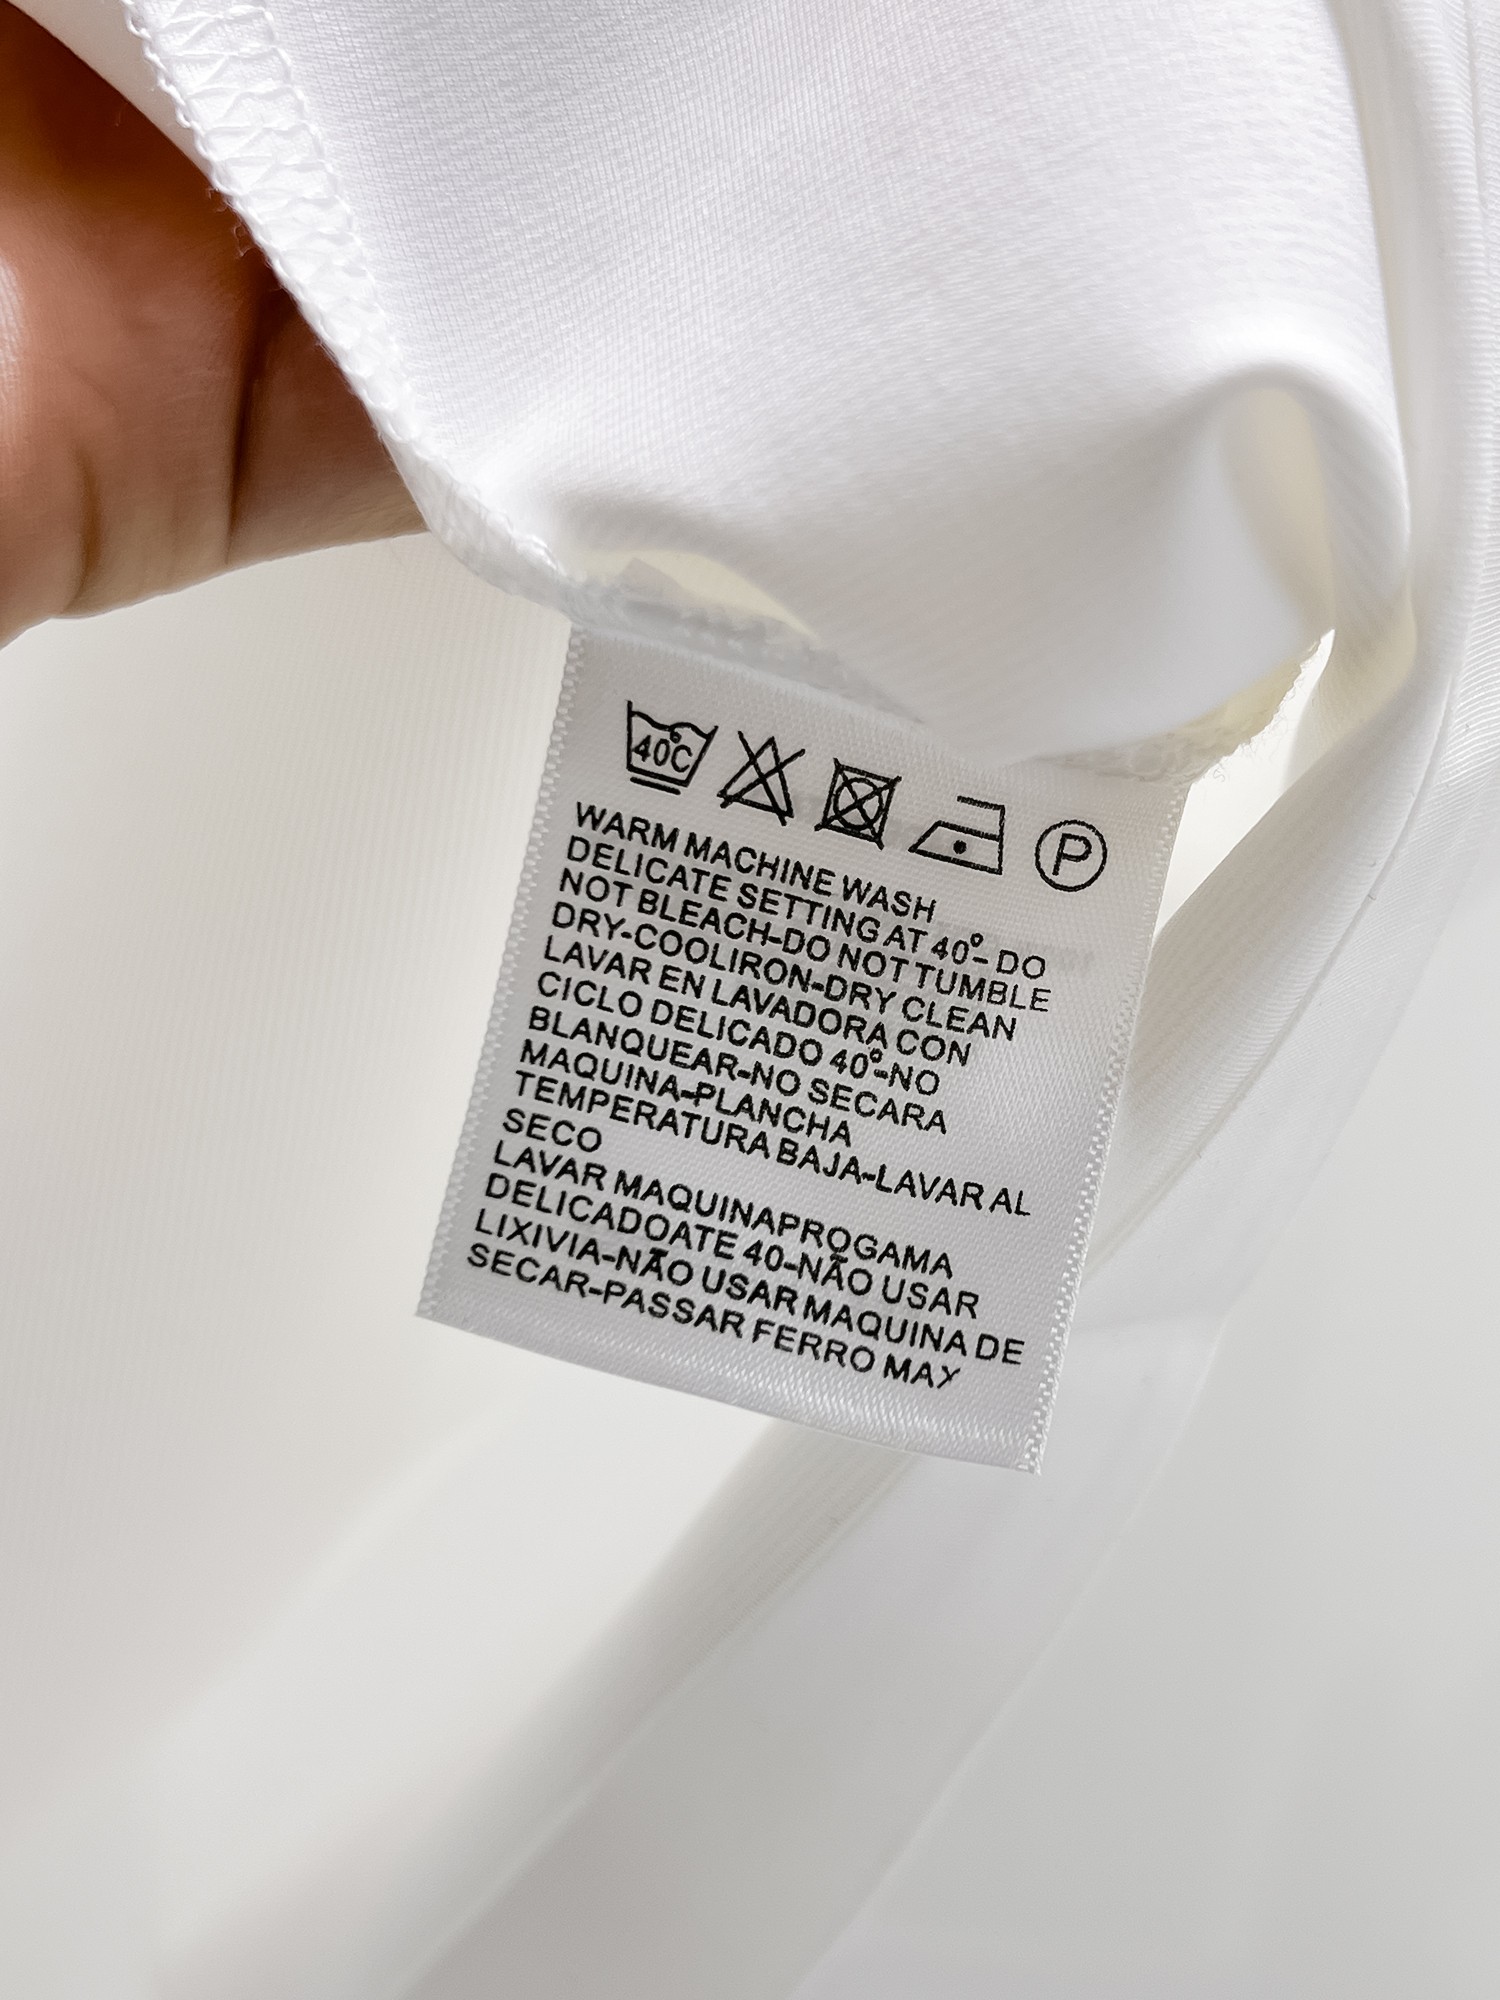 40°C
P
WARM MACHINE WASH
DELICATE SETTING AT 40º- DO
NOT BLEACH-DO NOT TUMBLE
DRY-COOLIRON-DRY CLEAN
LAVAR EN LAVADORA CON
CICLO DELICADO 40º-NO
BLANQUEAR-NO SECARA
MAQUINA-PLANCHA
TEMPERATURA BAJA-LAVAR AL
SECO
LAVAR MAQUINAPROGAMA
DELICADOATE 40-NÃO USAR
LIXIVIA-NÃO USAR MAQUINA DE
SECAR-PASSAR FERRO MAX